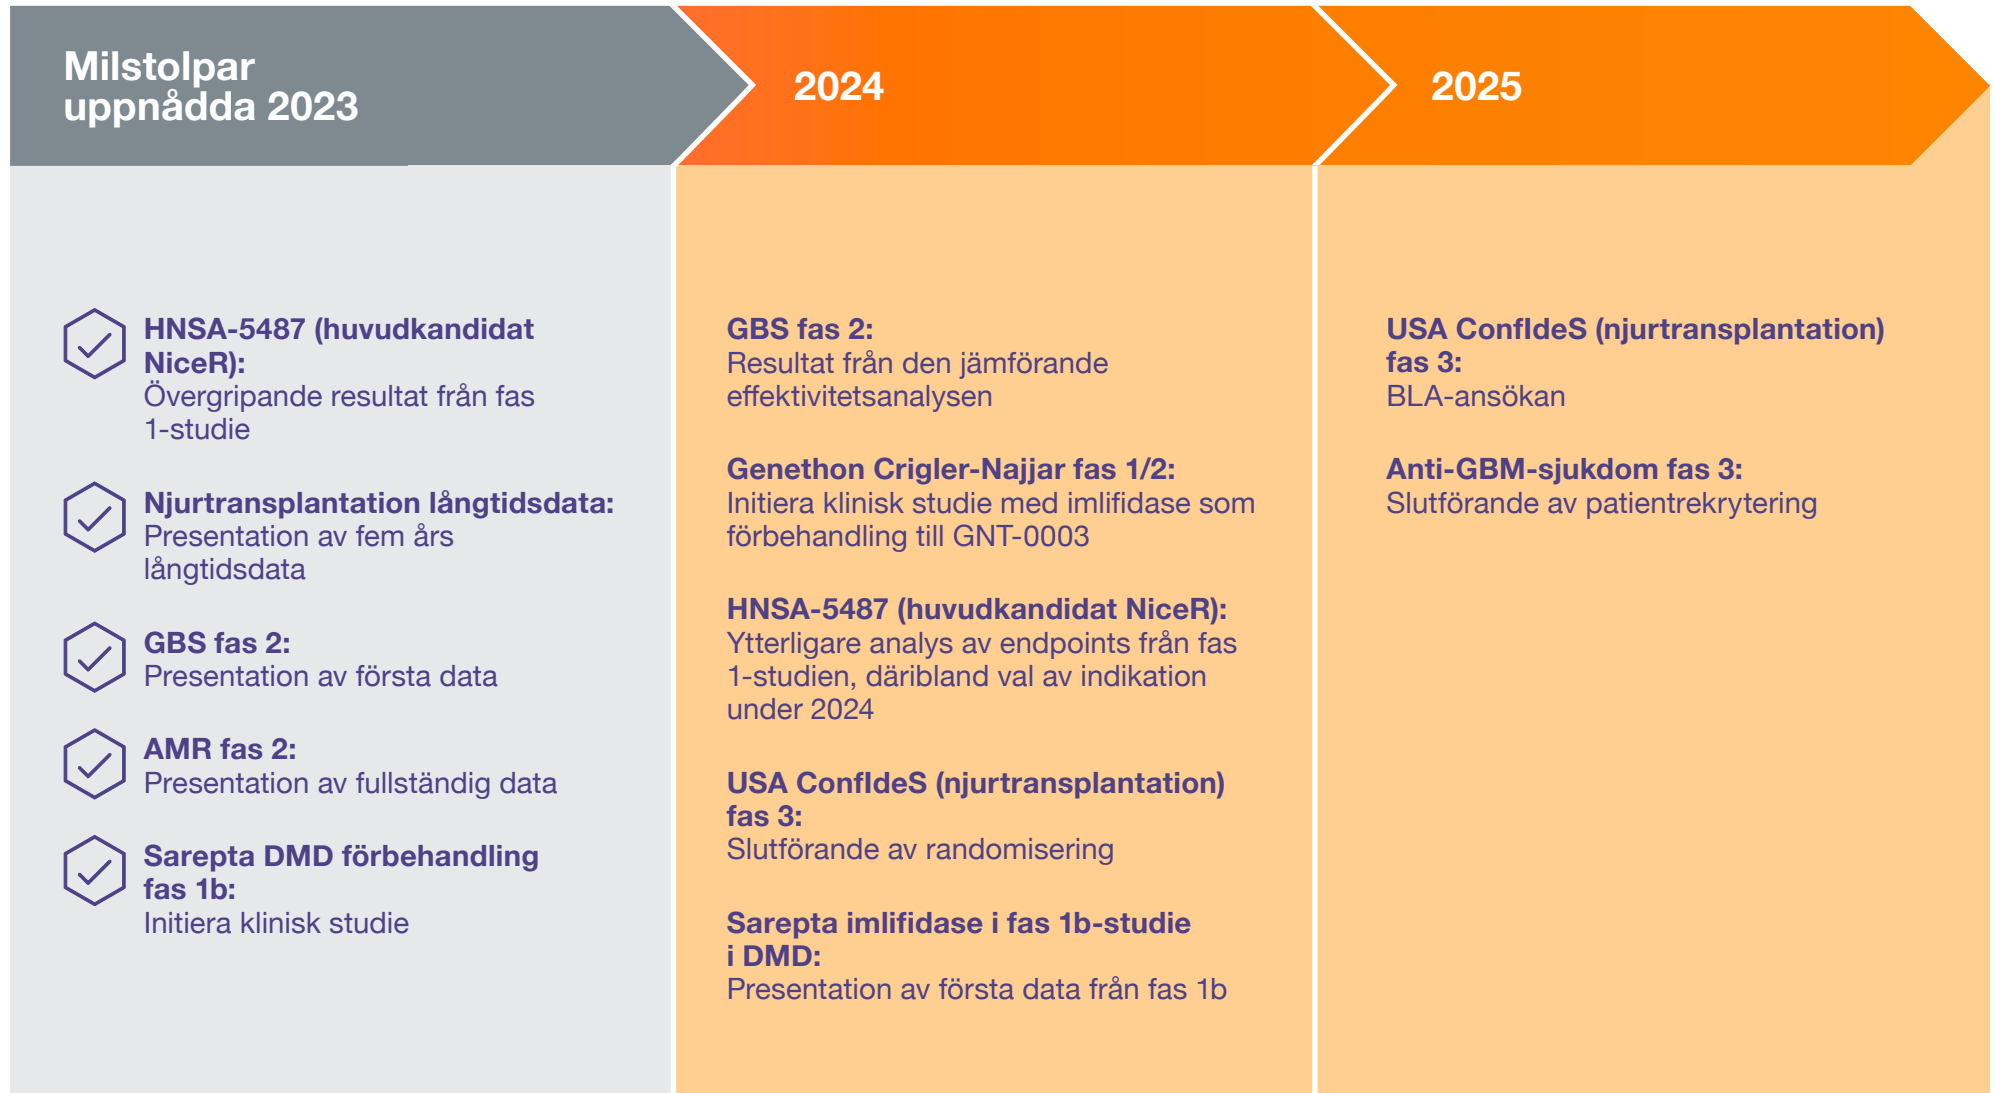 Milstolpar
uppnådda 2023
2024
2025
HNSA-5487 (huvudkandidat
NiceR):
Övergripande resultat från fas
1-studie
Njurtransplantation långtidsdata:
Presentation av fem års
långtidsdata
GBS fas 2:
Presentation av första data
AMR fas 2:
Presentation av fullständig data
Sarepta DMD förbehandling
fas 1b:
Initiera klinisk studie
GBS fas 2:
Resultat från den jämförande
effektivitetsanalysen
Genethon Crigler-Najjar fas 1/2:
Initiera klinisk studie med imlifidase som
förbehandling till GNT-0003
HNSA-5487 (huvudkandidat NiceR):
Ytterligare analys av endpoints från fas
1-studien, däribland val av indikation
under 2024
USA ConfIdeS (njurtransplantation)
fas 3:
Slutförande av randomisering
Sarepta imlifidase i fas 1b-studie
i DMD:
Presentation av första data från fas 1b
USA ConfIdeS (njurtransplantation)
fas 3:
BLA-ansökan
Anti-GBM-sjukdom fas 3:
Slutförande av patientrekrytering